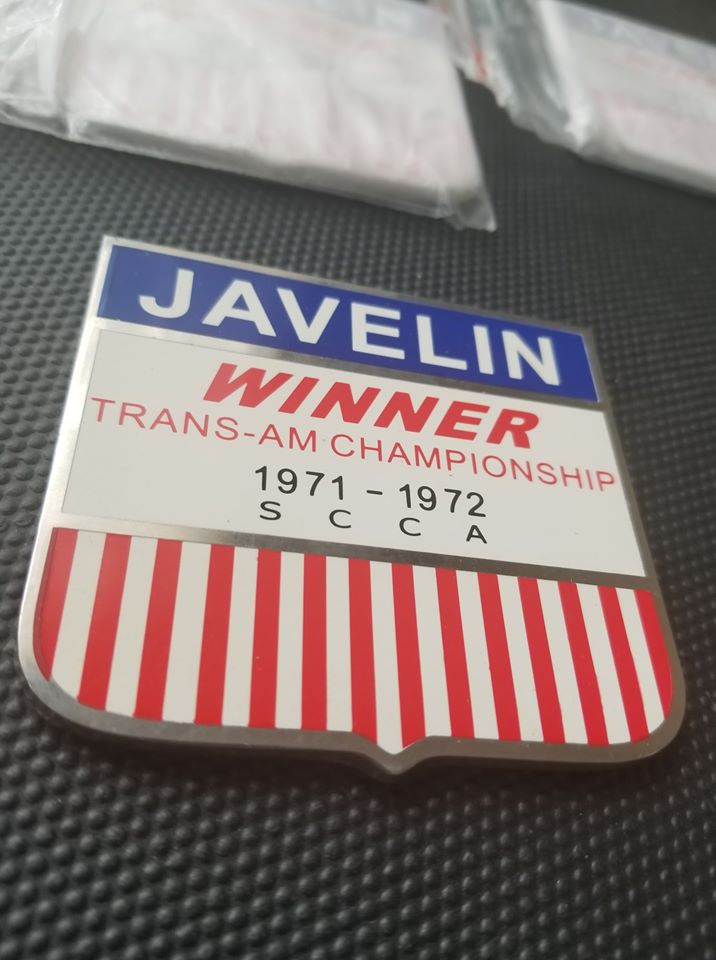 JAVELIN
WINNER
TRANS-AM CHAMPIONSHIP
1971 - 1972
S C C A